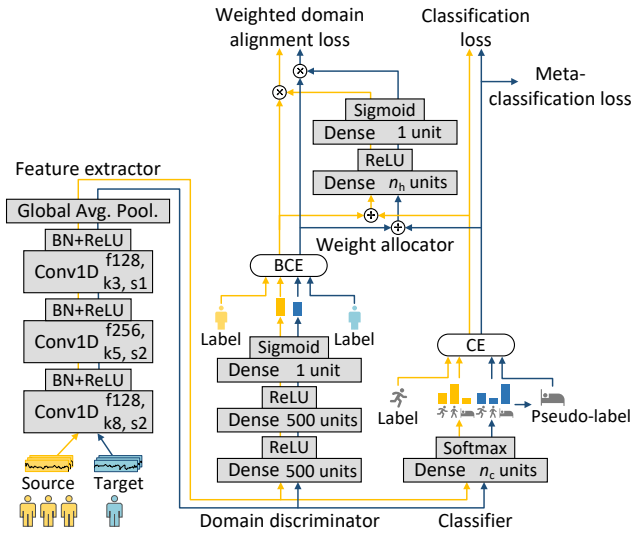 Weighted domain
alignment loss
Classification
loss
Meta-
classification loss
Sigmoid
Dense 1 unit
ReLU
Dense nh units
Weight allocator
Feature extractor
Global Avg. Pool.
BN+ReLU
Conv1D f128,
k3, s1
BN+ReLU
Conv1D f256,
k5, s2
BN+ReLU
Conv1D f128,
k8, s2
Source
Target
BCE
Label
Label
Sigmoid
Dense 1 unit
ReLU
Dense 500 units
ReLU
Dense 500 units
Domain discriminator
CE
Label
Pseudo-label
Softmax
Dense nc units
Classifier